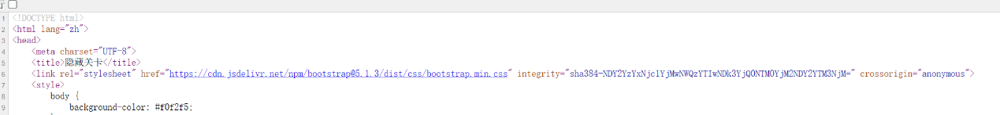 1 <!DOCTYPE html>
2 <html lang="zh">
3 <head>
4 <meta charset="UTF-8">
5 <title>隐藏关卡</title>
6 <link rel="stylesheet" href="https://cdn.jsdelivr.net/npm/bootstrap@5.1.3/dist/css/bootstrap.min.css" integrity="sha384-NDY2YzYxNjclYjMwNWQzYTIwNDk3YjQ0NTM0YjM2NDY2YTM3NjM=" crossorigin="anonymous">
7 <style>
8 body {
9 background-color: #f0f2f5;